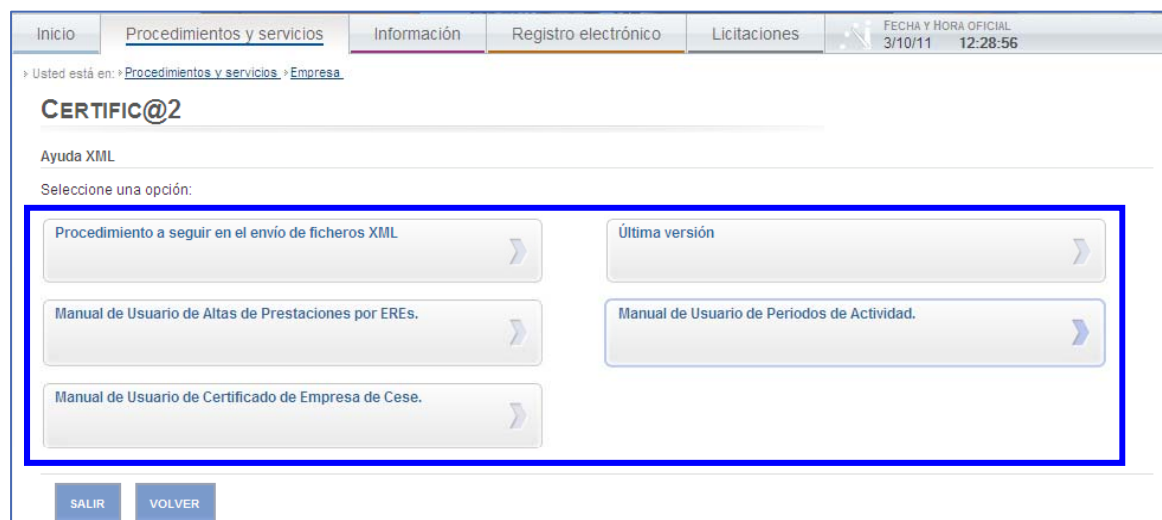 Inicio Procedimientos y servicios Información Registro electrónico Licitaciones FECHA Y HORA OFICIAL
3/10/11 12:28:56
Usted está en: Procedimientos y servicios Empresa
CERTIFIC@2
Ayuda XML
Seleccione una opción:
Procedimiento a seguir en el envío de ficheros XML
Última versión
Manual de Usuario de Altas de Prestaciones por EREs.
Manual de Usuario de Periodos de Actividad.
Manual de Usuario de Certificado de Empresa de Cese.
SALIR VOLVER